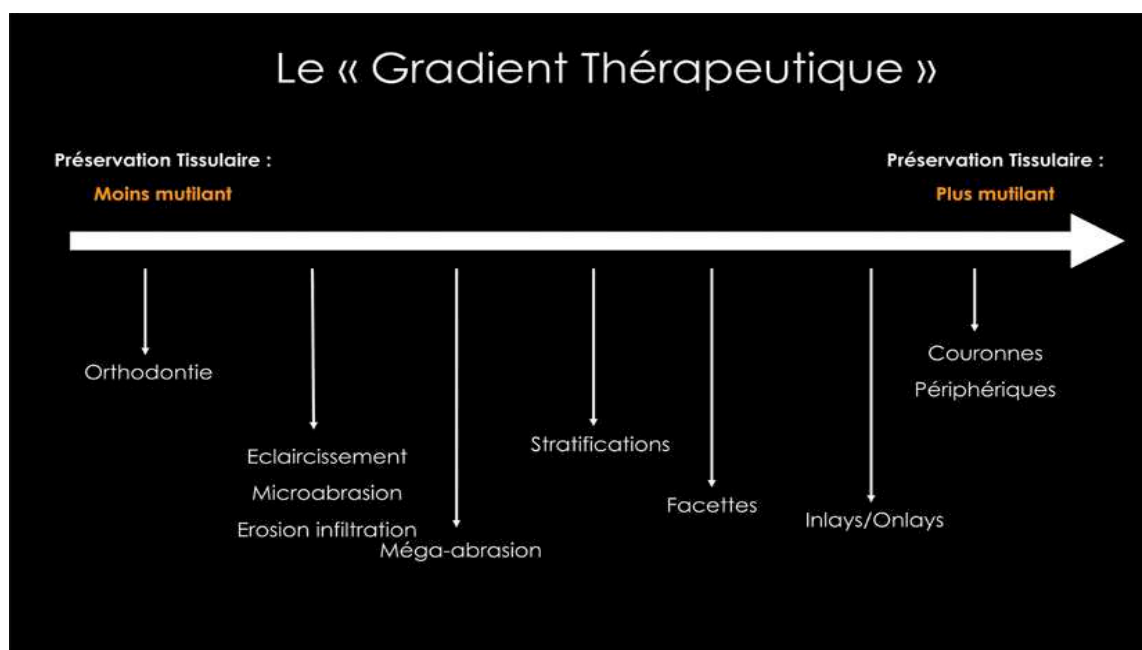 Le « Gradient Thérapeutique »
Préservation Tissulaire :
Moins mutilant
Préservation Tissulaire :
Plus mutilant
Orthodontie
Eclaircissement
Microabrasion
Erosion infiltration
Méga-abrasion
Stratifications
Facettes
Inlays/Onlays
Couronnes
Périphériques